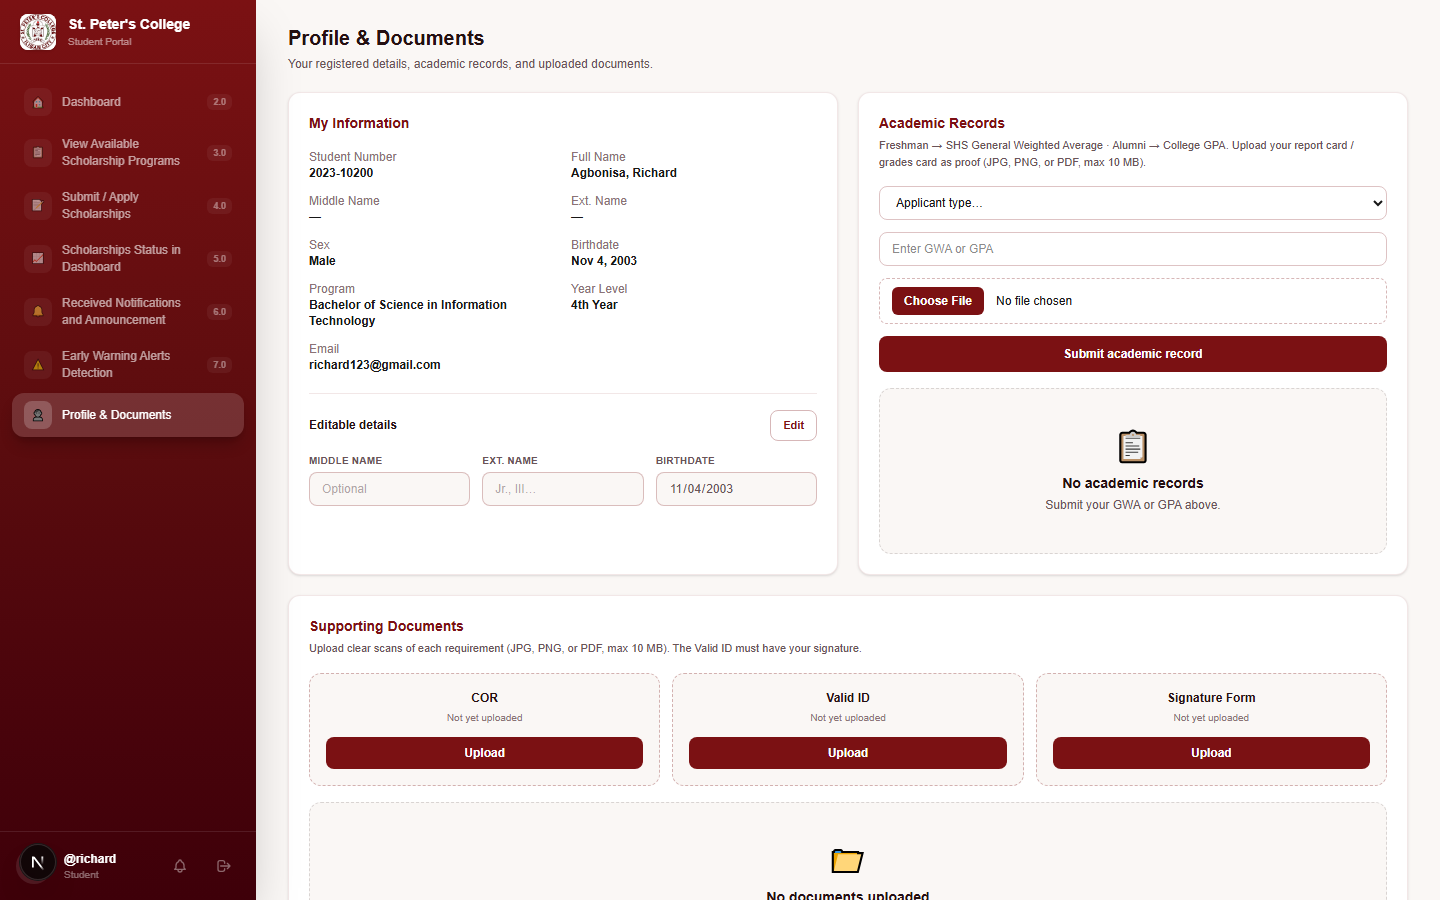 St. Peter's College
Student Portal
Dashboard 2.0
View Available
Scholarship Programs 3.0
Submit / Apply
Scholarships 4.0
Scholarships Status in
Dashboard 5.0
Received Notifications
and Announcement 6.0
Early Warning Alerts
Detection 7.0
Profile & Documents
N
@richard
Student
Profile & Documents
Your registered details, academic records, and uploaded documents.
My Information
Student Number
2023-10200
Full Name
Agbonisa, Richard
Middle Name
—
Ext. Name
—
Sex
Male
Birthdate
Nov 4, 2003
Program
Bachelor of Science in Information
Technology
Year Level
4th Year
Email
richard123@gmail.com
Editable details
Edit
MIDDLE NAME
Optional
EXT. NAME
Jr., III...
BIRTHDATE
11/04/2003
Academic Records
Freshman → SHS General Weighted Average · Alumni → College GPA. Upload your report card /
grades card as proof (JPG, PNG, or PDF, max 10 MB).
Applicant type...
Enter GWA or GPA
Choose File No file chosen
Submit academic record
No academic records
Submit your GWA or GPA above.
Supporting Documents
Upload clear scans of each requirement (JPG, PNG, or PDF, max 10 MB). The Valid ID must have your signature.
COR
Not yet uploaded
Upload
Valid ID
Not yet uploaded
Upload
Signature Form
Not yet uploaded
Upload
No documents uploaded